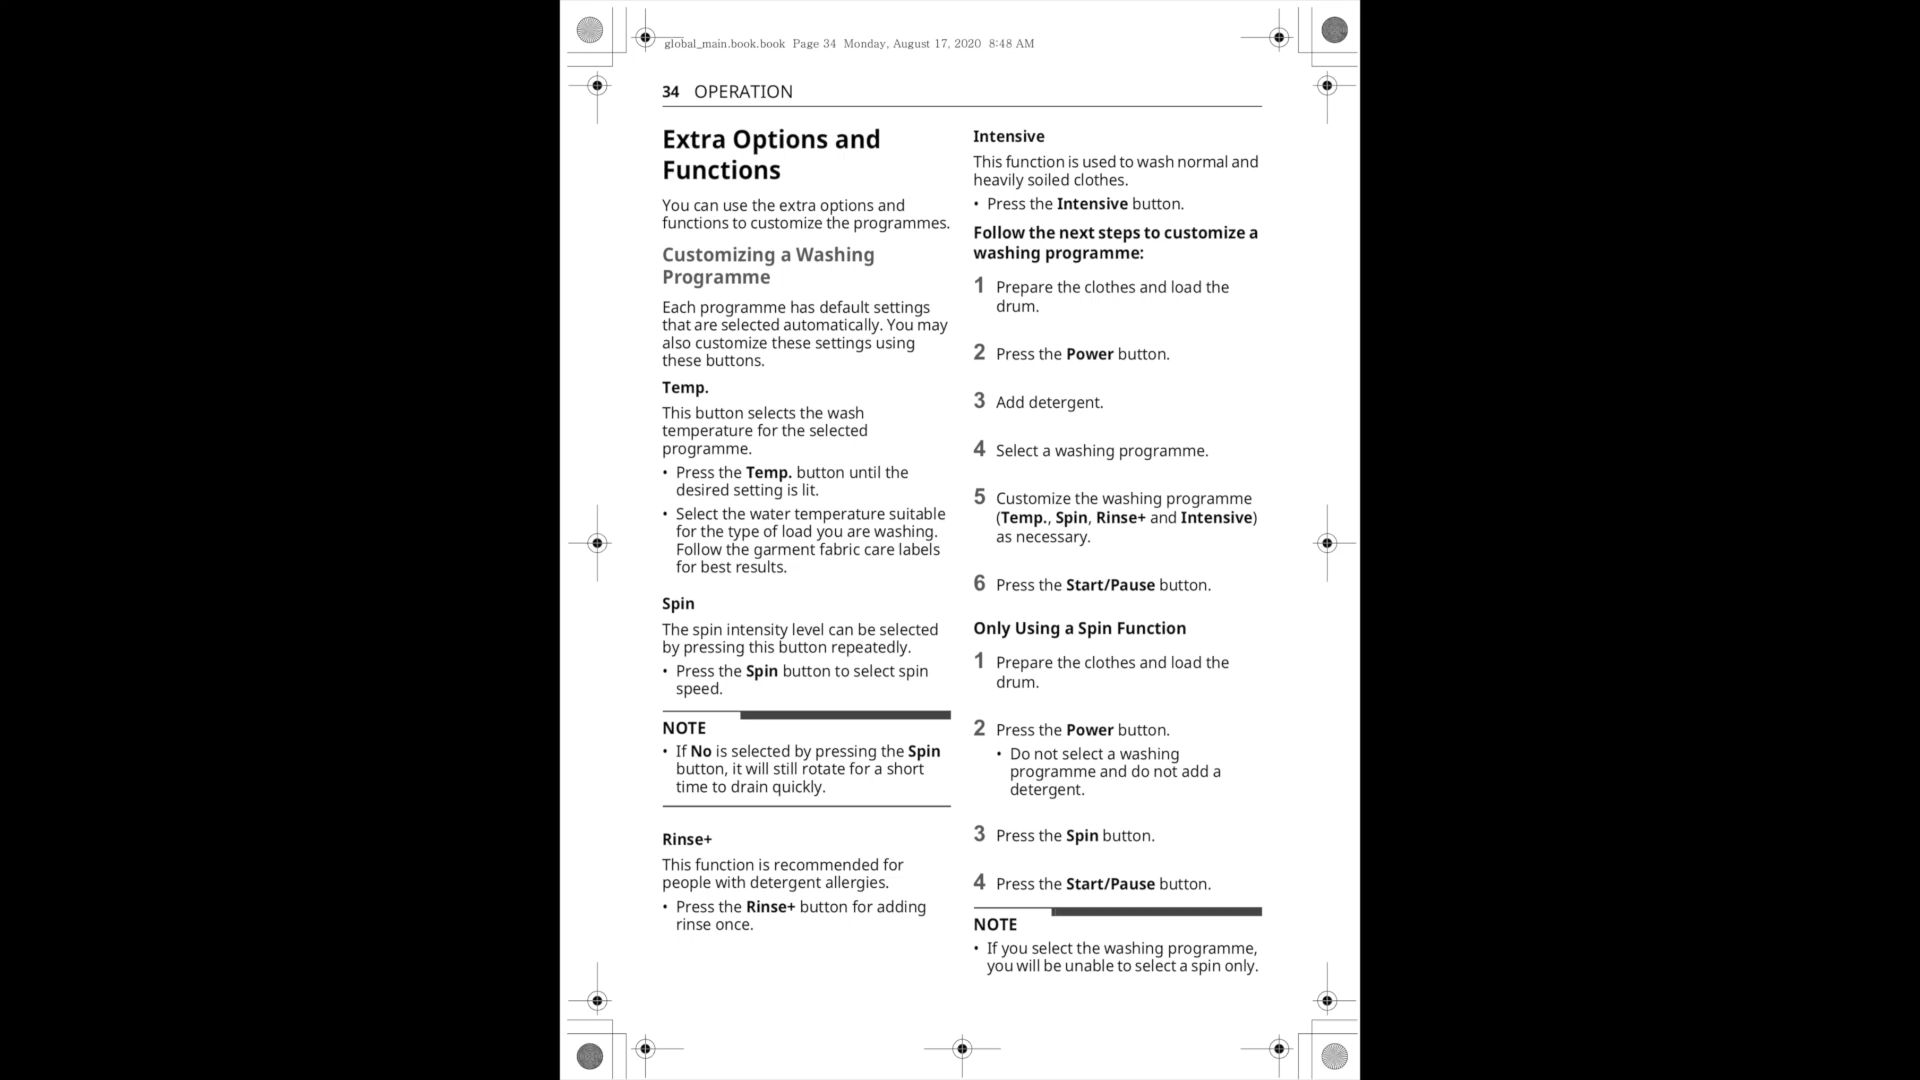 global_main.book.book Page 34 Monday, August 17, 2020 8:48 AM
34 OPERATION
Extra Options and
Functions
You can use the extra options and
functions to customize the programmes.
Customizing a Washing
Programme
Each programme has default settings
that are selected automatically. You may
also customize these settings using
these buttons.
Temp.
This button selects the wash
temperature for the selected
programme.
• Press the Temp. button until the
desired setting is lit.
• Select the water temperature suitable
for the type of load you are washing.
Follow the garment fabric care labels
for best results.
Spin
The spin intensity level can be selected
by pressing this button repeatedly.
• Press the Spin button to select spin
speed.
NOTE
• If No is selected by pressing the Spin
button, it will still rotate for a short
time to drain quickly.
Rinse+
This function is recommended for
people with detergent allergies.
• Press the Rinse+ button for adding
rinse once.
Intensive
This function is used to wash normal and
heavily soiled clothes.
• Press the Intensive button.
Follow the next steps to customize a
washing programme:
1 Prepare the clothes and load the
drum.
2 Press the Power button.
3 Add detergent.
4 Select a washing programme.
5 Customize the washing programme
(Temp., Spin, Rinse+ and Intensive)
as necessary.
6 Press the Start/Pause button.
Only Using a Spin Function
1 Prepare the clothes and load the
drum.
2 Press the Power button.
• Do not select a washing
programme and do not add a
detergent.
3 Press the Spin button.
4 Press the Start/Pause button.
NOTE
• If you select the washing programme,
you will be unable to select a spin only.